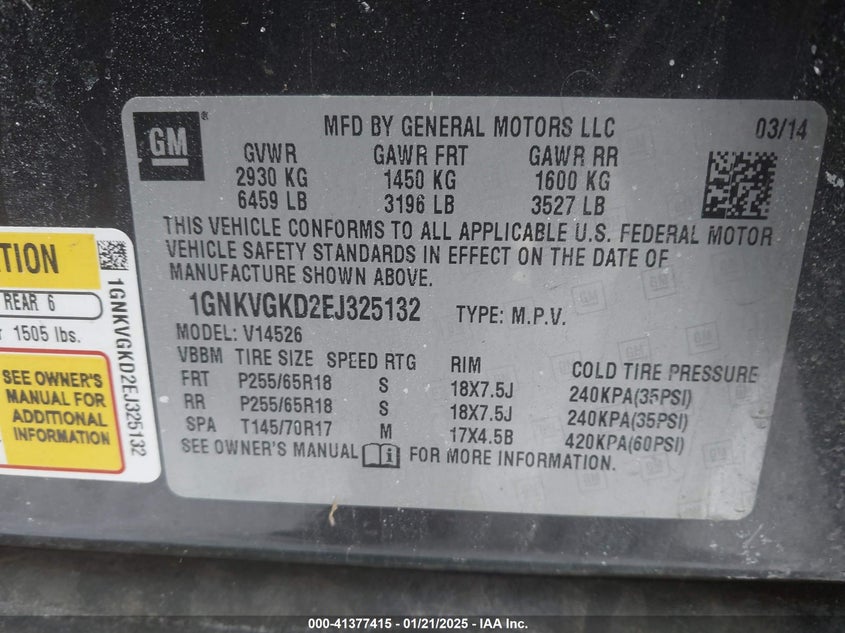 GM
®
MFD BY GENERAL MOTORS LLC
03/14
GVWR GAWR FRT GAWR RR
2930 KG 1450 KG 1600 KG
6459 LB 3196 LB 3527 LB
THIS VEHICLE CONFORMS TO ALL APPLICABLE U.S. FEDERAL MOTOR
VEHICLE SAFETY STANDARDS IN EFFECT ON THE DATE OF
MANUFACTURE SHOWN ABOVE.
1GNKVGKD2EJ325132 TYPE: M.P.V.
MODEL: V14526
VBBM TIRE SIZE SPEED RTG RIM COLD TIRE PRESSURE
FRT P255/65R18 S 18X7.5J 240KPA(35PSI)
RR P255/65R18 S 18X7.5J 240KPA(35PSI)
SPA T145/70R17 M 17X4.5B 420KPA(60PSI)
SEE OWNER'S MANUAL i FOR MORE INFORMATION.
TION
REAR 6
1505 lbs.
SEE OWNER'S
MANUAL FOR
ADDITIONAL
INFORMATION
1GNKVGKD2EJ325132
000-41377415 - 01/21/2025 - IAA Inc.